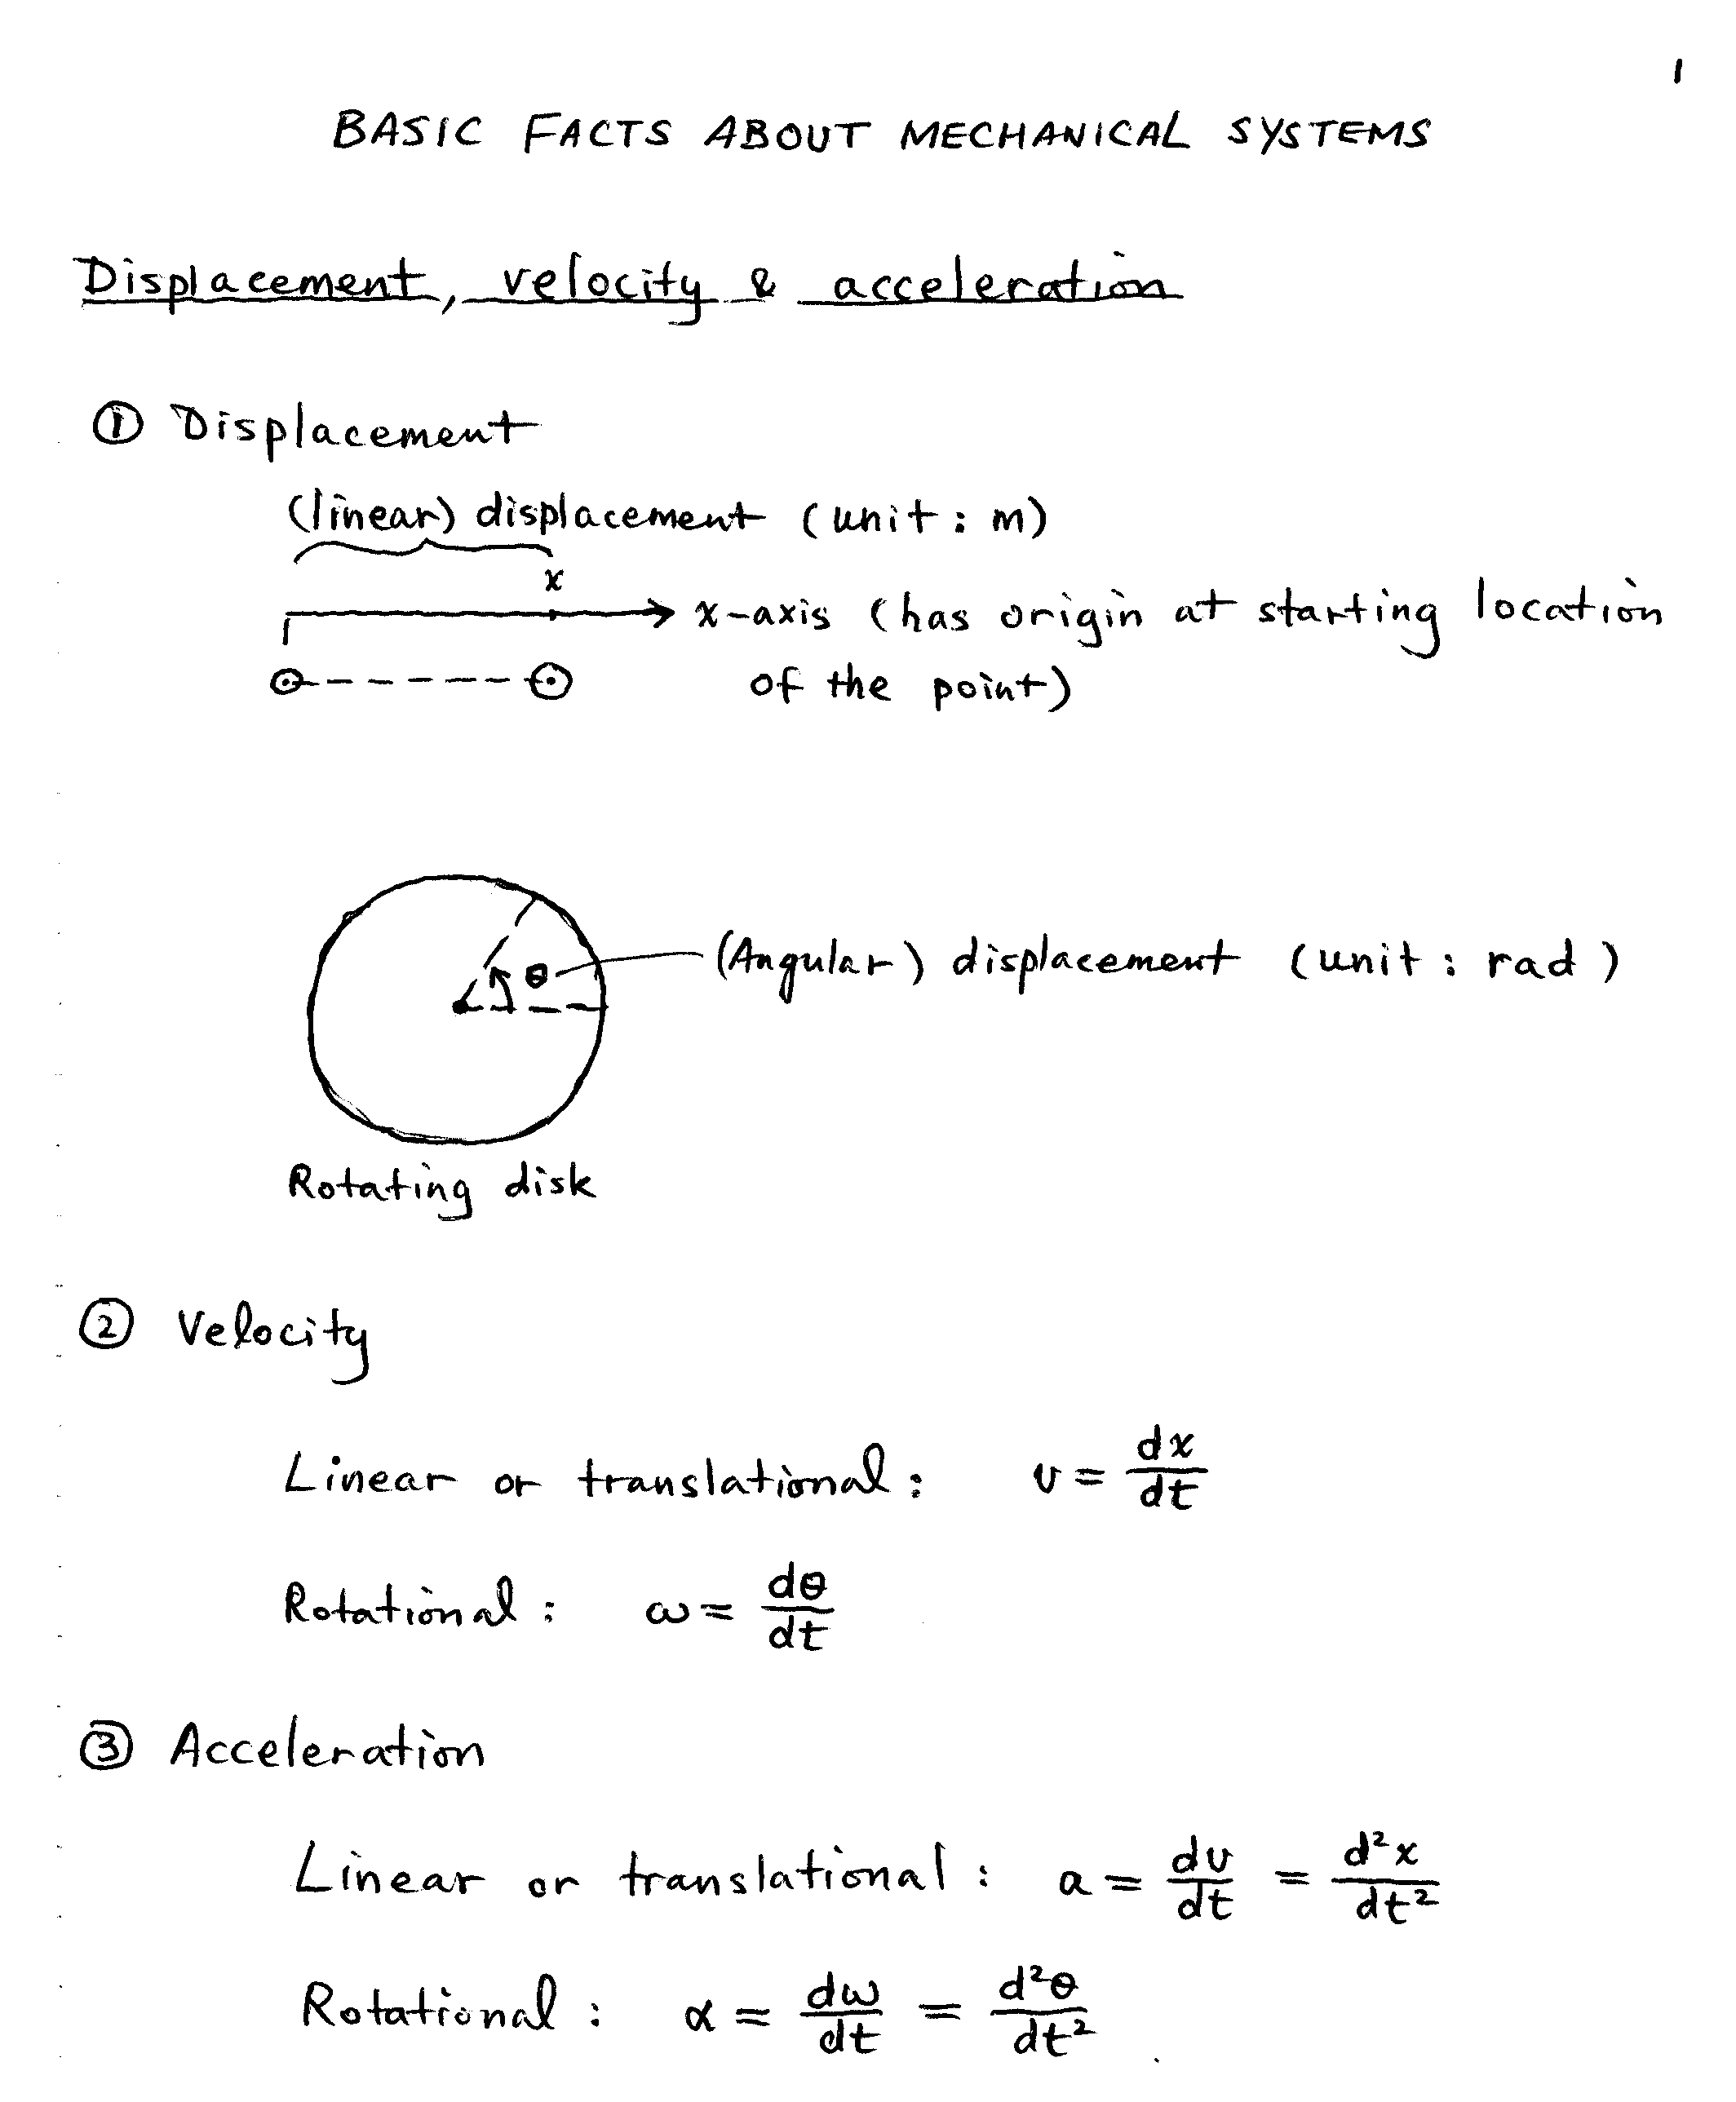 1
BASIC FACTS ABOUT MECHANICAL SYSTEMS
Displacement, velocity & acceleration
① Displacement
(linear) displacement (unit: m)
x
x-axis (has origin at starting location
of the point)
θ (Angular) displacement (unit: rad)
Rotating disk
② Velocity
Linear or translational: v = dx/dt
Rotational: ω = dθ/dt
③ Acceleration
Linear or translational: a = dv/dt = d²x/dt²
Rotational: α = dω/dt = d²θ/dt²